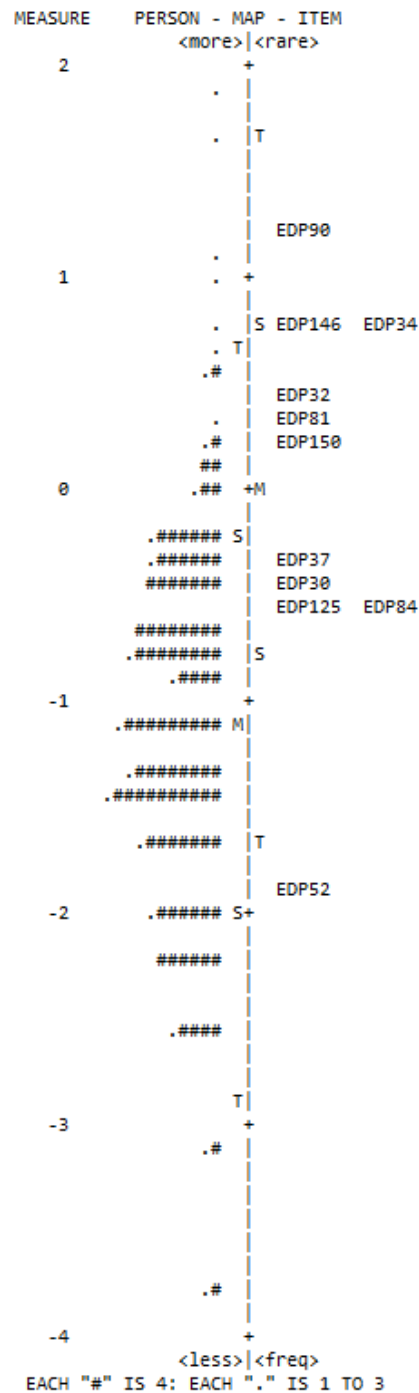 MEASURE PERSON - MAP - ITEM
<more>|<rare>
2 +
. |
|
. |T
|
|
|
| EDP90
. |
1 . +
|
. |S EDP146 EDP34
. T|
.# |
| EDP32
. | EDP81
.# | EDP150
## |
0 .## +M
|
.###### S|
.###### | EDP37
####### | EDP30
| EDP125 EDP84
######## |
.######## |S
.#### |
-1 +
.######### M|
|
.######## |
.########## |
|
.####### |T
|
| EDP52
-2 .###### S+
|
###### |
|
|
.#### |
|
|
T|
-3 +
.# |
|
|
|
|
|
.# |
|
-4 +
<less>|<freq>
EACH "#" IS 4: EACH "." IS 1 TO 3